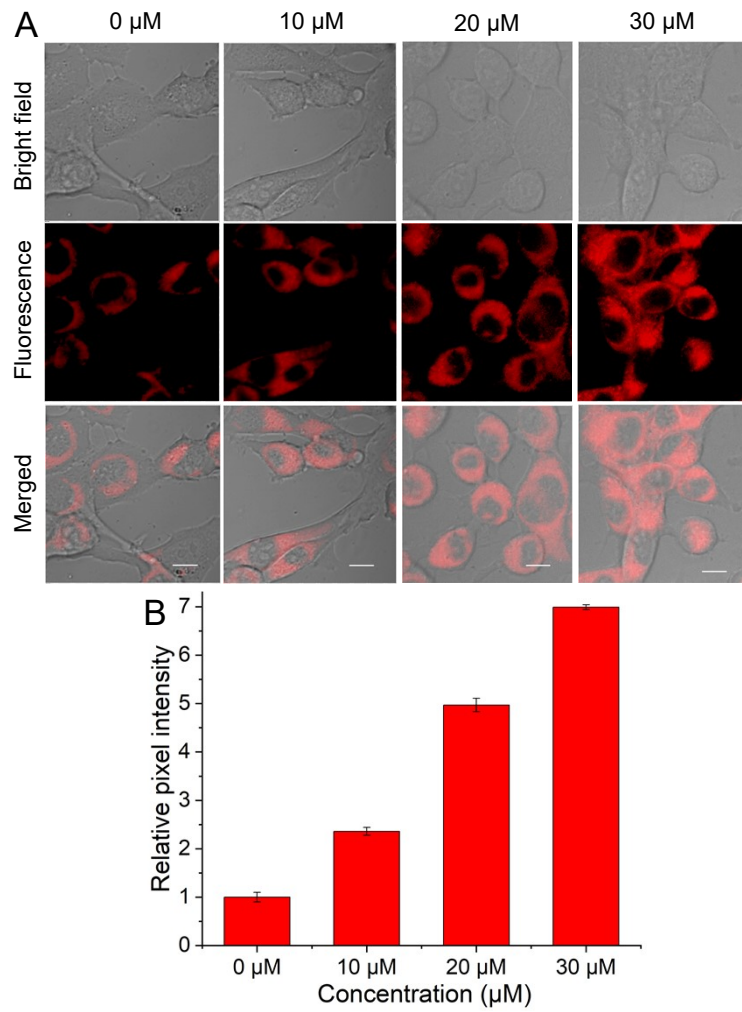 A
0 µM 10 µM 20 µM 30 µM
Bright field
Fluorescence
Merged
B
Relative pixel intensity
7
6
5
4
3
2
1
0
0 µM 10 µM 20 µM 30 µM
Concentration (µM)